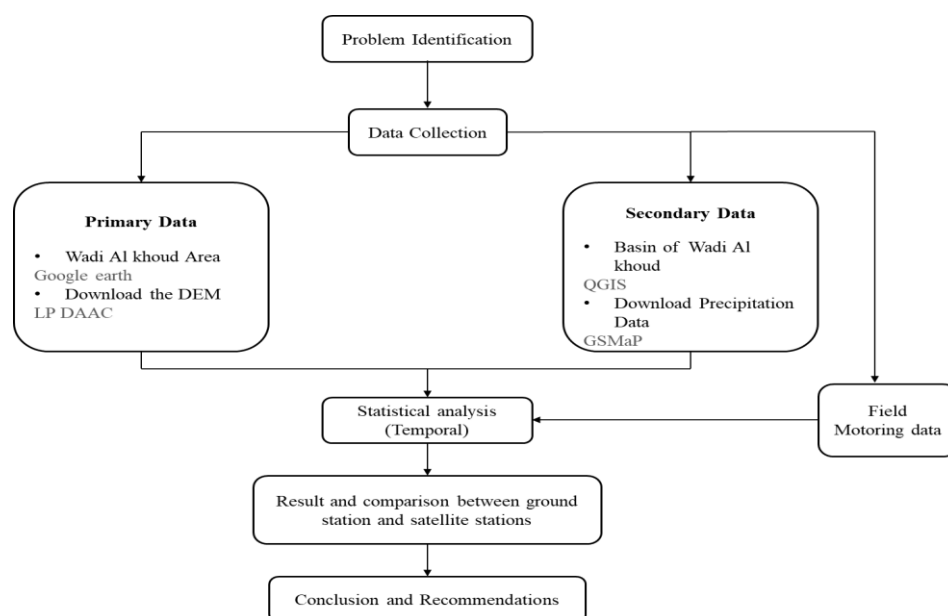 Problem Identification
Data Collection
Primary Data
• Wadi Al khoud Area
Google earth
• Download the DEM
LP DAAC
Secondary Data
• Basin of Wadi Al
khoud
QGIS
• Download Precipitation
Data
GSMaP
Statistical analysis
(Temporal)
Field
Motoring data
Result and comparison between ground
station and satellite stations
Conclusion and Recommendations